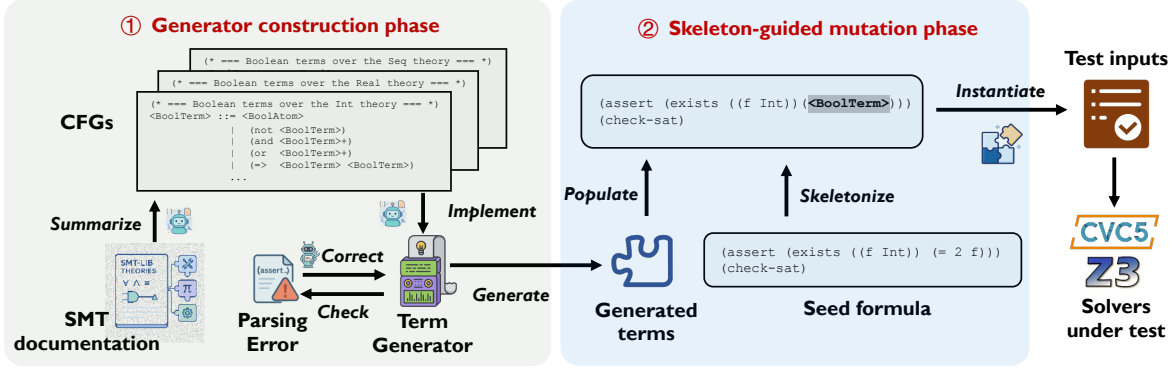 ① Generator construction phase
(* === Boolean terms over the Seq theory === *)
(* === Boolean terms over the Real theory === *)
(* === Boolean terms over the Int theory === *)
<BoolTerm> ::= <BoolAtom>
| (not <BoolTerm>)
| (and <BoolTerm>+)
| (or <BoolTerm>+)
| (=> <BoolTerm> <BoolTerm>)
...
CFGs
Summarize
Implement
SMT-LIB
THEORIES
∀ ∧ ≡
π
SMT
documentation
(assert..)
Parsing
Error
Correct
Check
Term
Generator
Generate
② Skeleton-guided mutation phase
(assert (exists ((f Int))(<BoolTerm>)))
(check-sat)
Populate
Skeletonize
Generated
terms
(assert (exists ((f Int)) (= 2 f)))
(check-sat)
Seed formula
Instantiate
Test inputs
CVC5
Z3
Solvers
under test